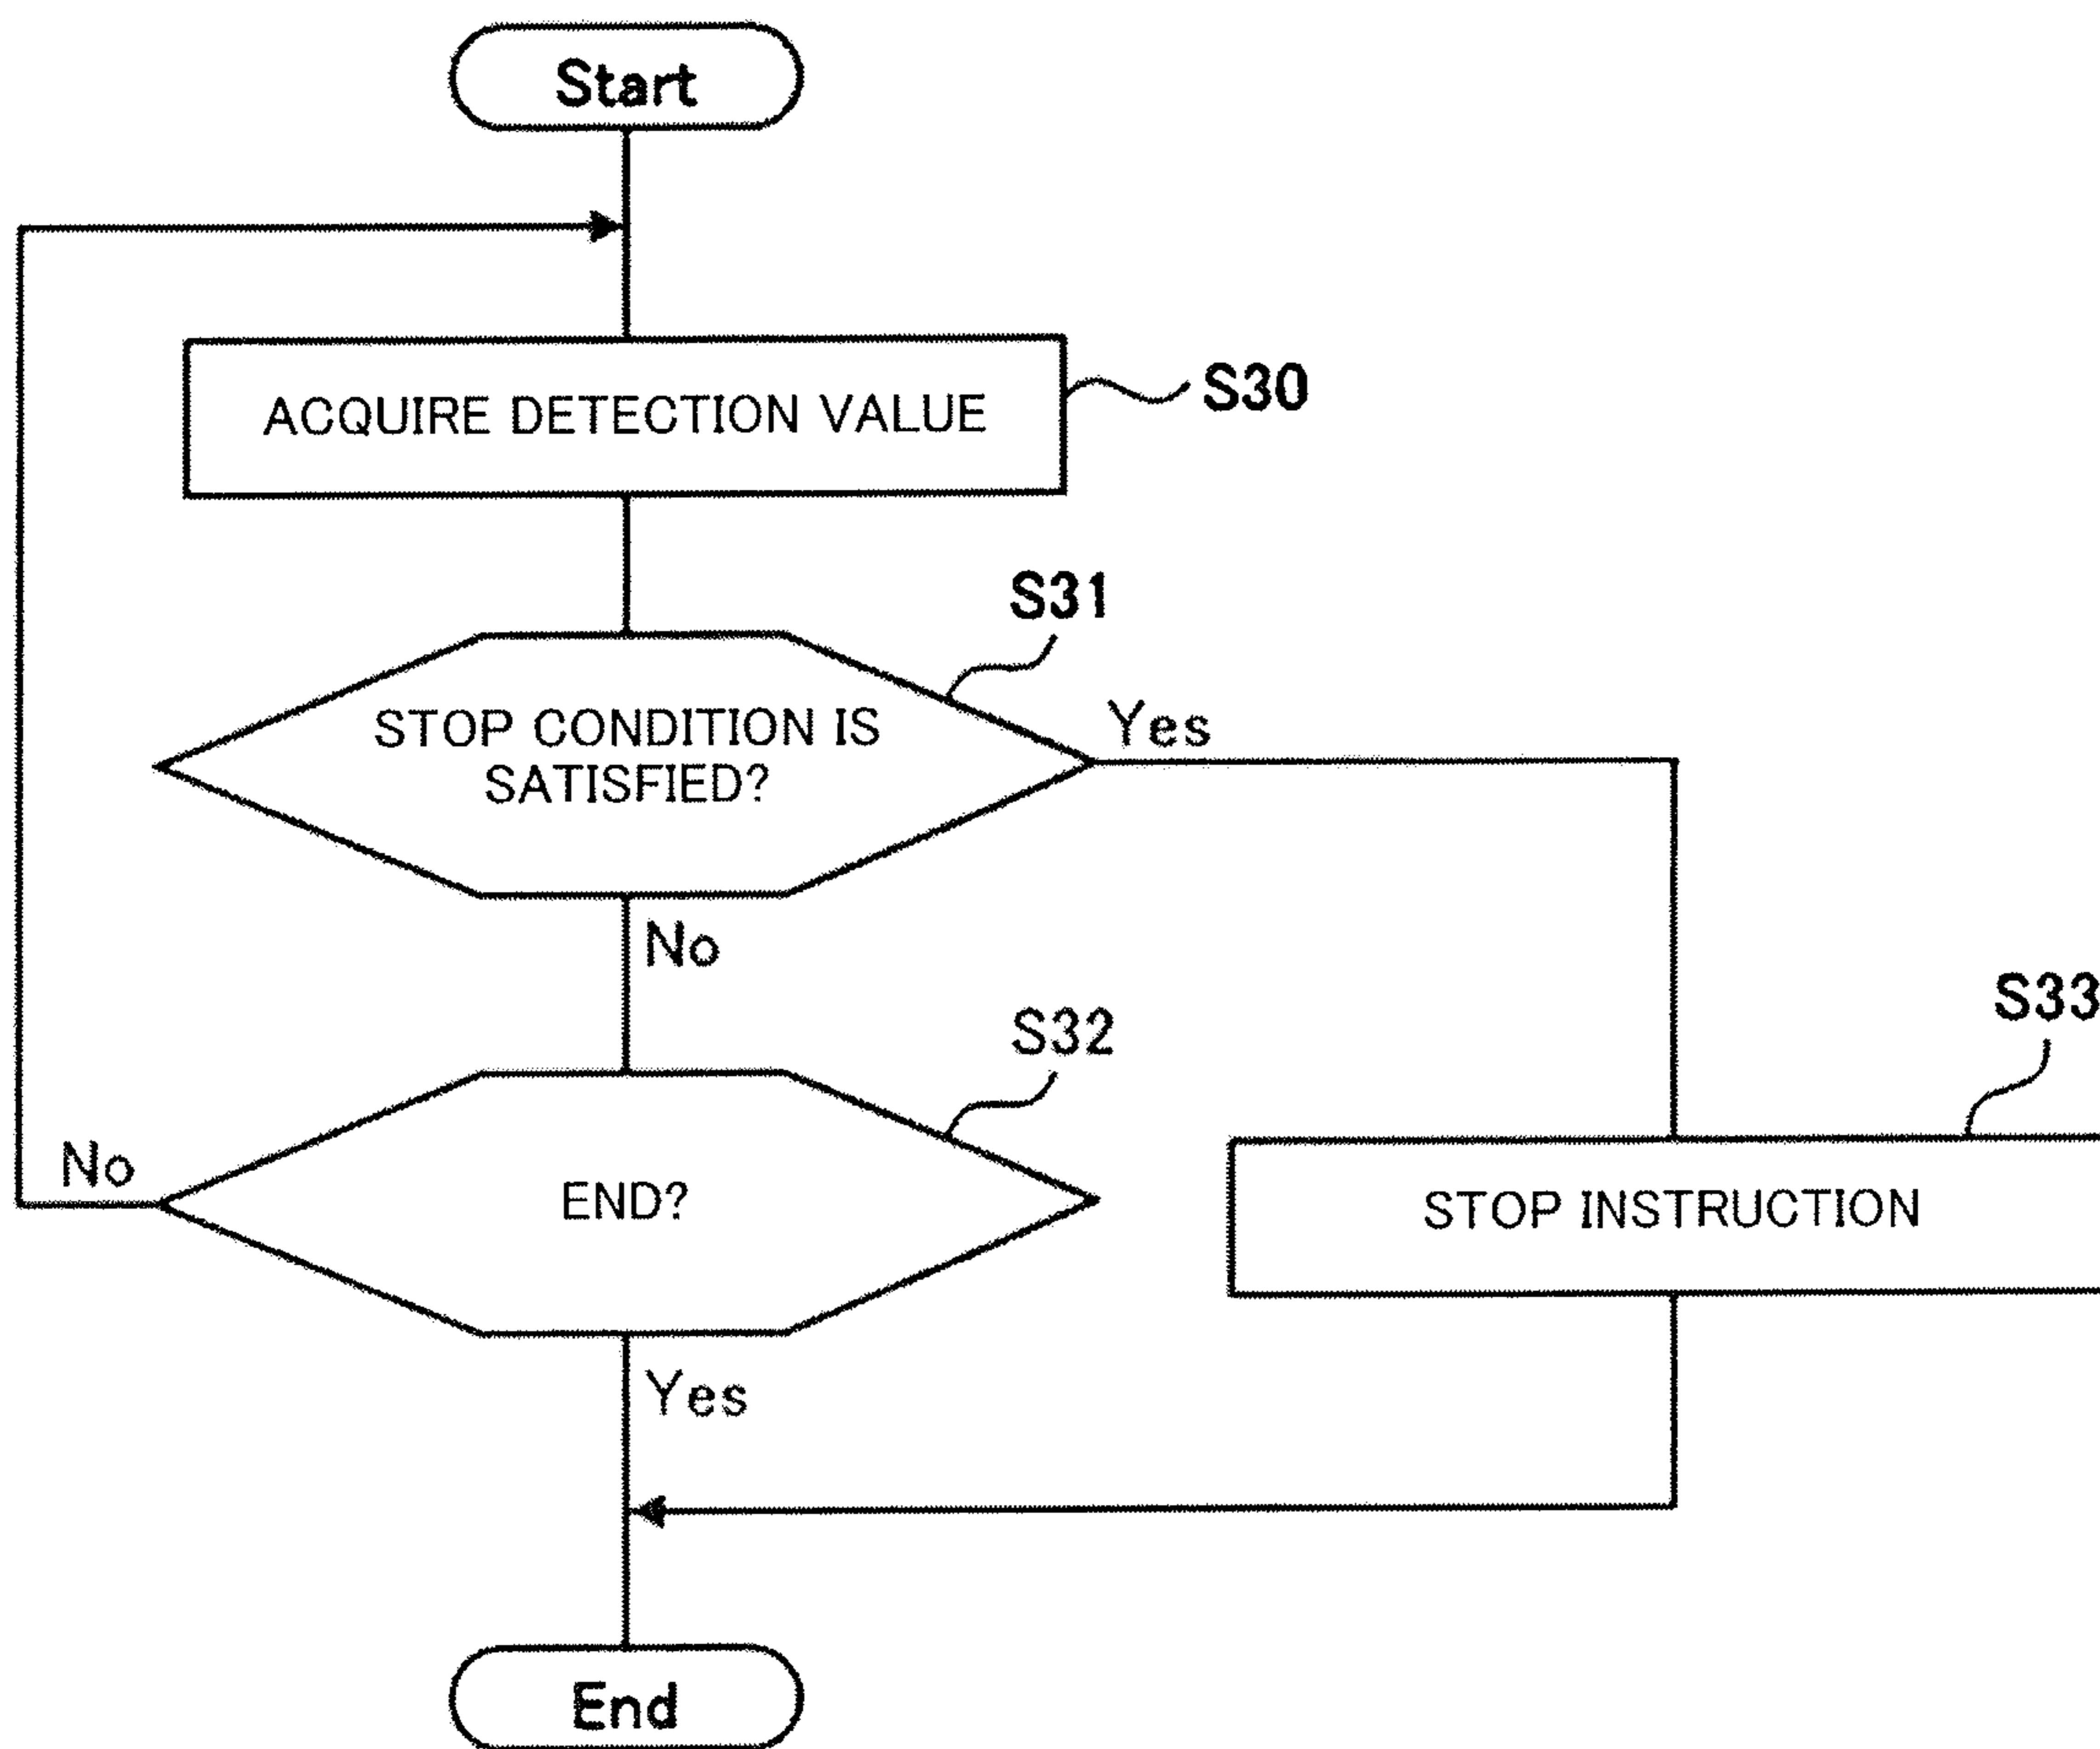 Start
ACQUIRE DETECTION VALUE
S30
S31
STOP CONDITION IS
SATISFIED?
Yes
No
S32
S33
No
END?
STOP INSTRUCTION
Yes
End